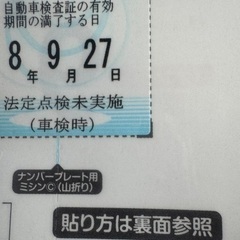 自動車検査証の有効
期間の満了する日
8年9月27日
法定点検未実施
(車検時)
ナンバープレート用
ミシン©(山折り)
貼り方は裏面参照